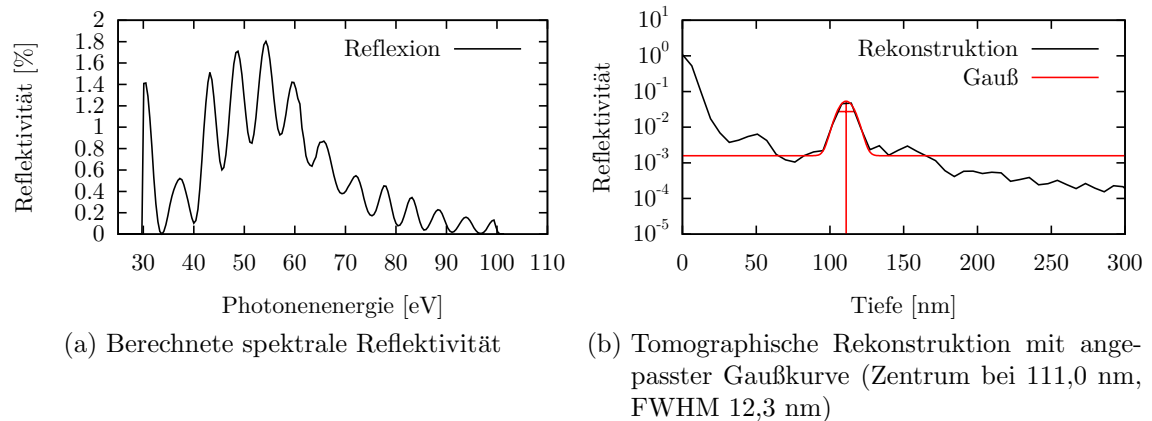 Reflektivität [%]
2
1.8
1.6
1.4
1.2
1
0.8
0.6
0.4
0.2
0
Reflexion
30 40 50 60 70 80 90 100 110
Photonenenergie [eV]
(a) Berechnete spektrale Reflektivität
Reflektivität
10^1
10^0
10^-1
10^-2
10^-3
10^-4
10^-5
Rekonstruktion
Gauß
0 50 100 150 200 250 300
Tiefe [nm]
(b) Tomographische Rekonstruktion mit ange-
passter Gaußkurve (Zentrum bei 111,0 nm,
FWHM 12,3 nm)